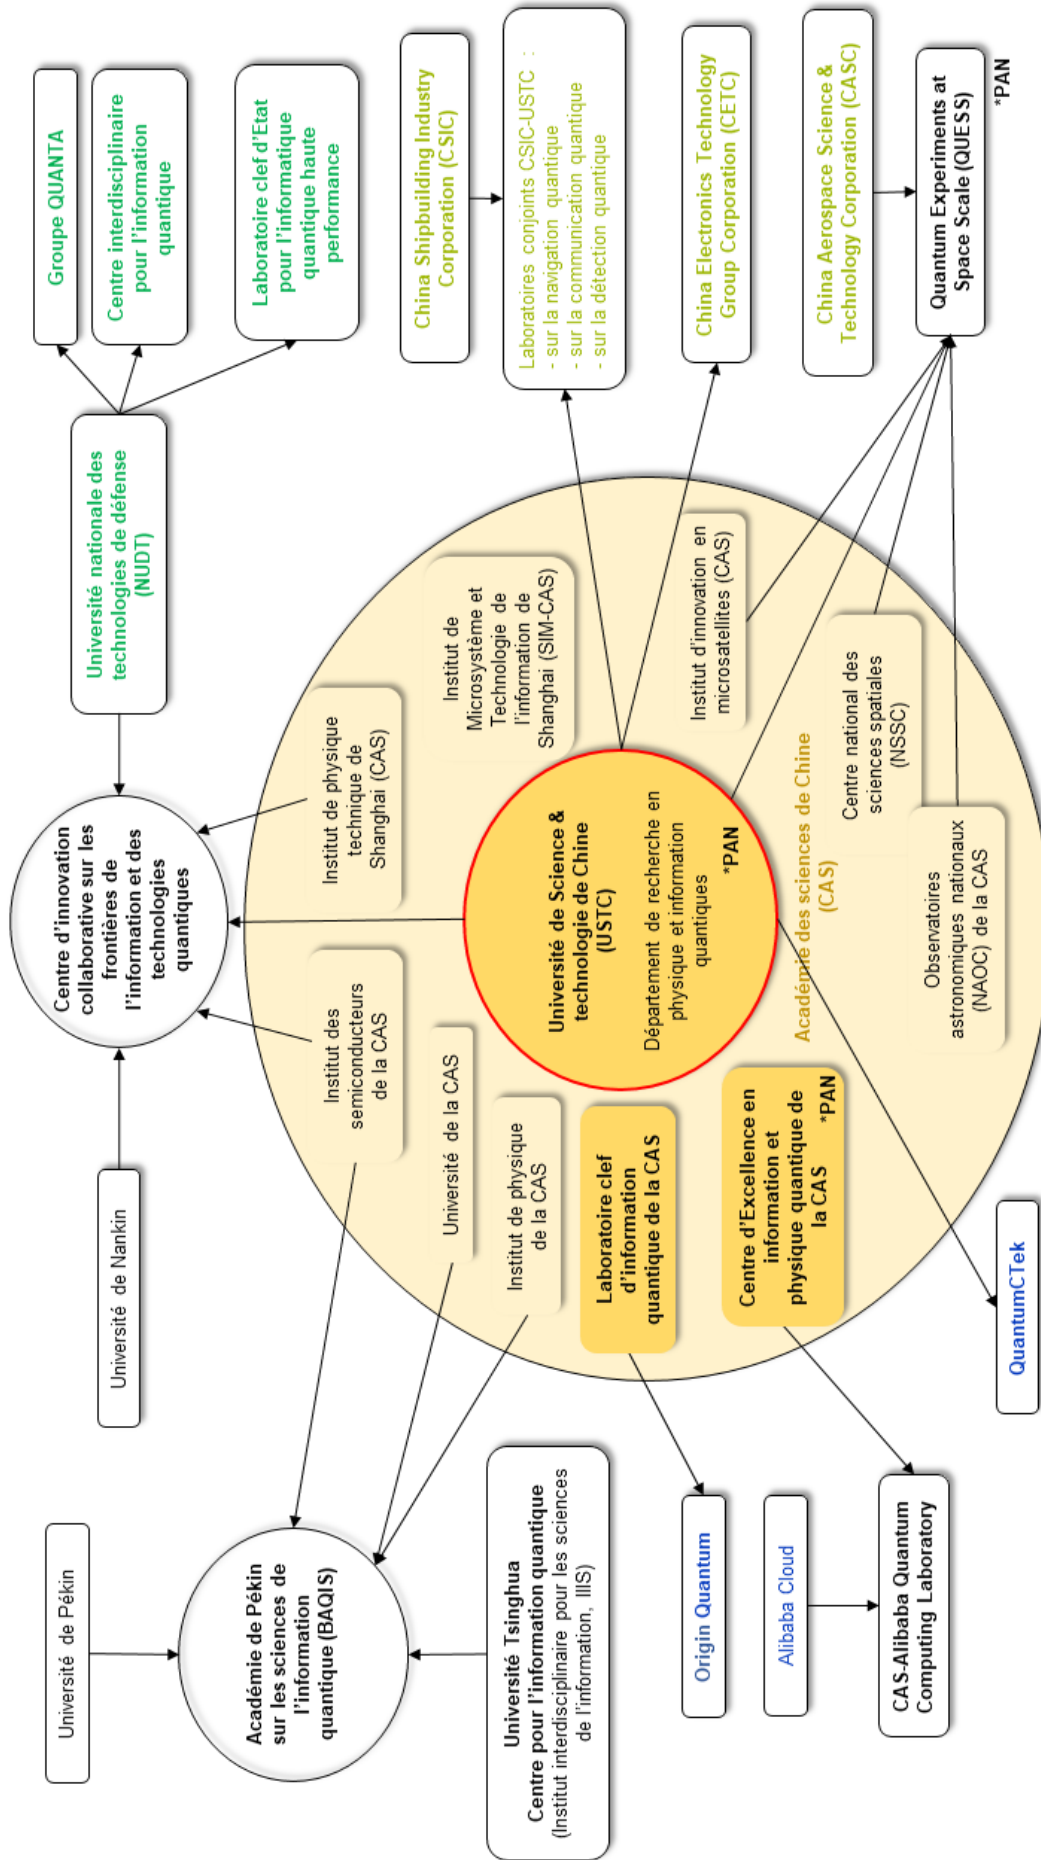 Université de Pékin
Académie de Pékin
sur les sciences de
l'information
quantique (BAQIS)
Université Tsinghua
Centre pour l'information quantique
(Institut interdisciplinaire pour les sciences
de l'information, IIIS)
Origin Quantum
Alibaba Cloud
CAS-Alibaba Quantum
Computing Laboratory
Université de Nankin
QuantumCTek
Centre d'innovation
collaborative sur les
frontières de
l'information et des
technologies
quantiques
Institut des
semiconducteurs
de la CAS
Université de la CAS
Institut de physique
de la CAS
Laboratoire clef
d'information
quantique de la CAS
Centre d'Excellence en
information et
physique quantique de
la CAS
*PAN
Institut de physique
technique de
Shanghai (CAS)
Institut de
Microsystème et
Technologie de
l'information de
Shanghai (SIM-CAS)
Université de Science &
technologie de Chine
(USTC)
Département de recherche en
physique et information
quantiques
*PAN
Académie des sciences de Chine
(CAS)
Institut d'innovation en
microsatellites (CAS)
Centre national des
sciences spatiales
(NSSC)
Observatoires
astronomiques nationaux
(NAOC) de la CAS
Université nationale des
technologies de défense
(NUDT)
Groupe QUANTA
Centre interdisciplinaire
pour l'information
quantique
Laboratoire clef d'Etat
pour l'informatique
quantique haute
performance
China Shipbuilding Industry
Corporation (CSIC)
Laboratoires conjoints CSIC-USTC :
- sur la navigation quantique
- sur la communication quantique
- sur la détection quantique
China Electronics Technology
Group Corporation (CETC)
China Aerospace Science &
Technology Corporation (CASC)
Quantum Experiments at
Space Scale (QUESS)
*PAN